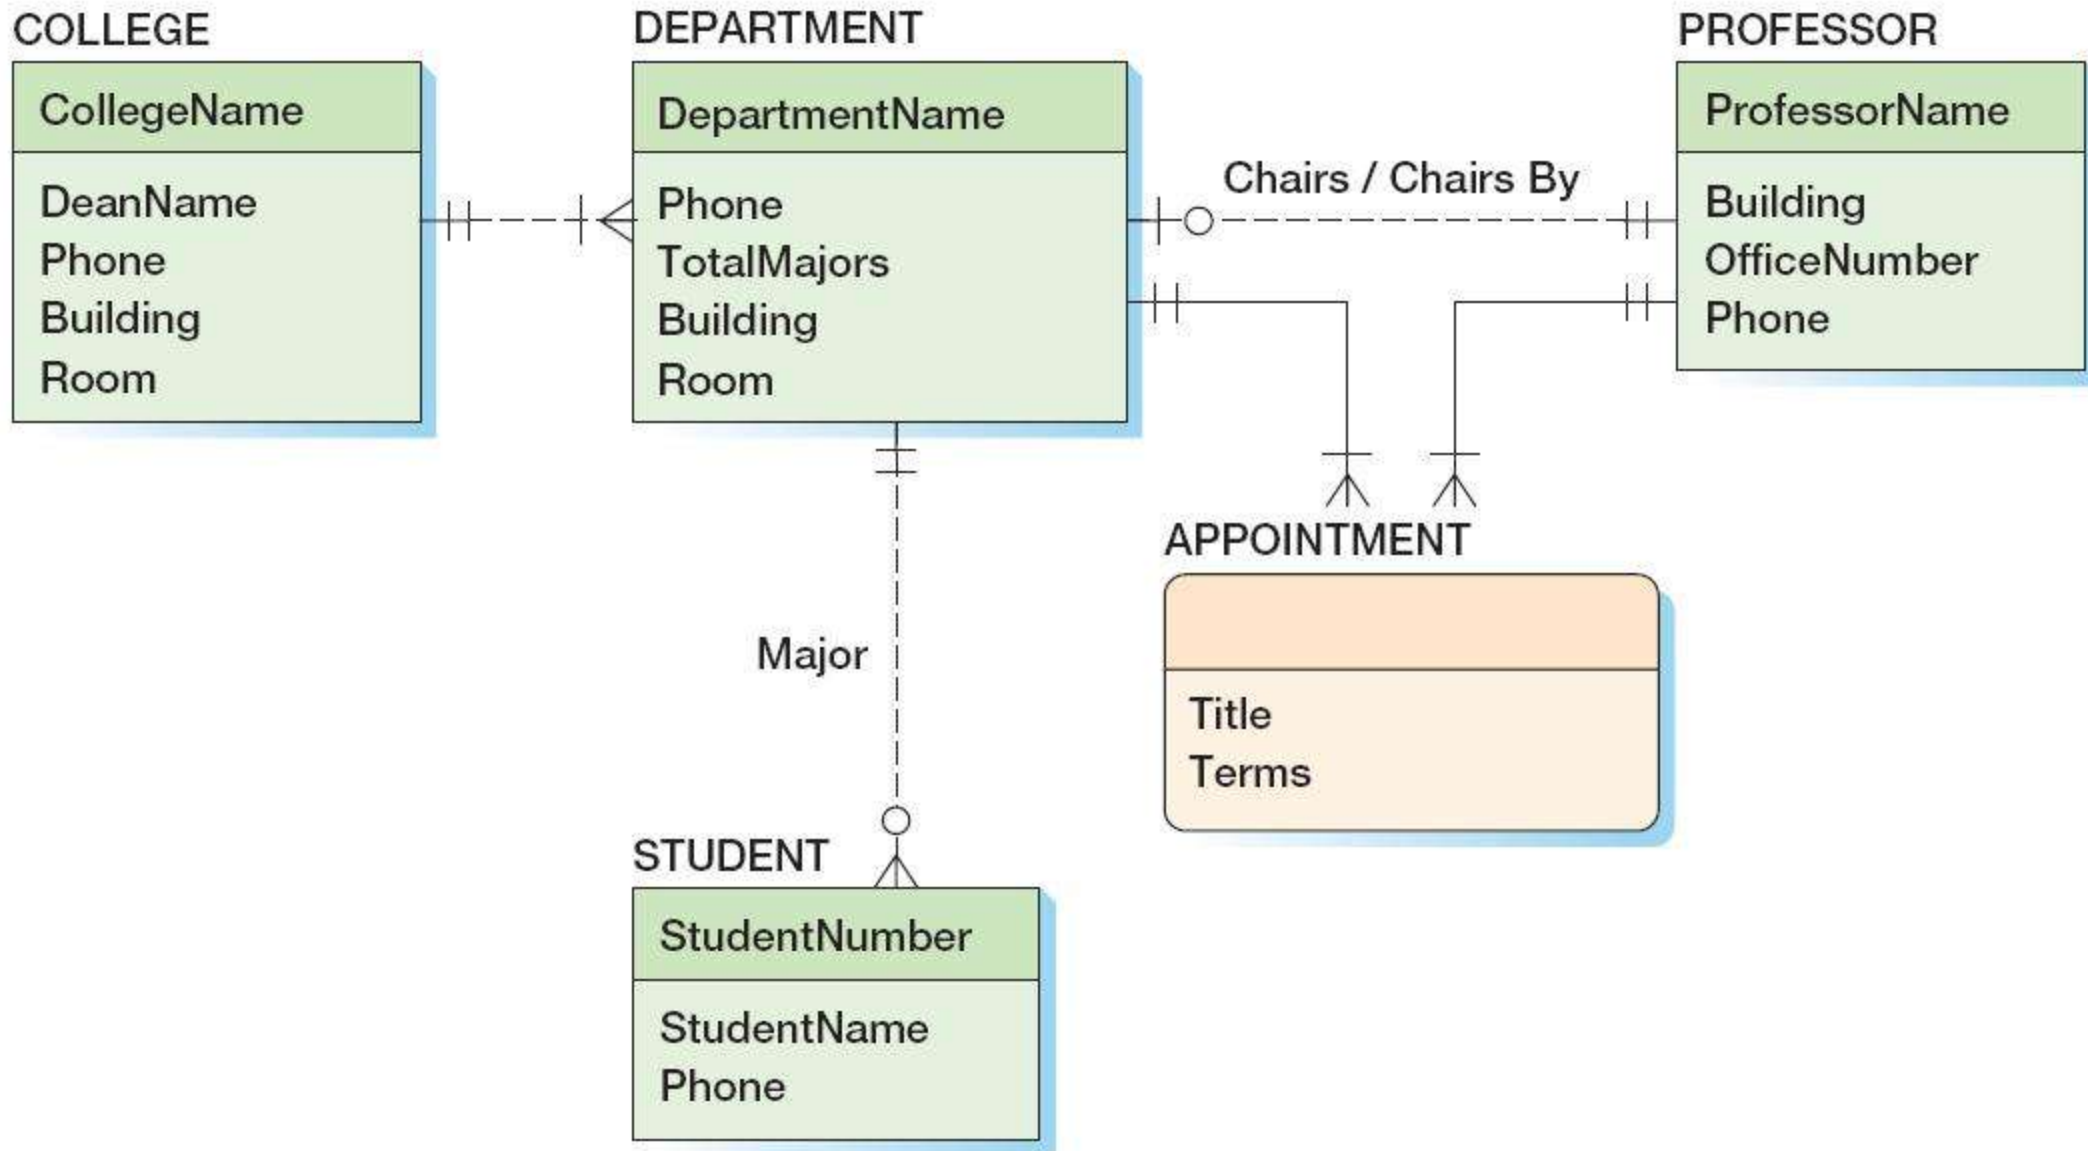 COLLEGE
CollegeName
DeanName
Phone
Building
Room
DEPARTMENT
DepartmentName
Phone
TotalMajors
Building
Room
Chairs / Chairs By
PROFESSOR
ProfessorName
Building
OfficeNumber
Phone
APPOINTMENT
Title
Terms
Major
STUDENT
StudentNumber
StudentName
Phone